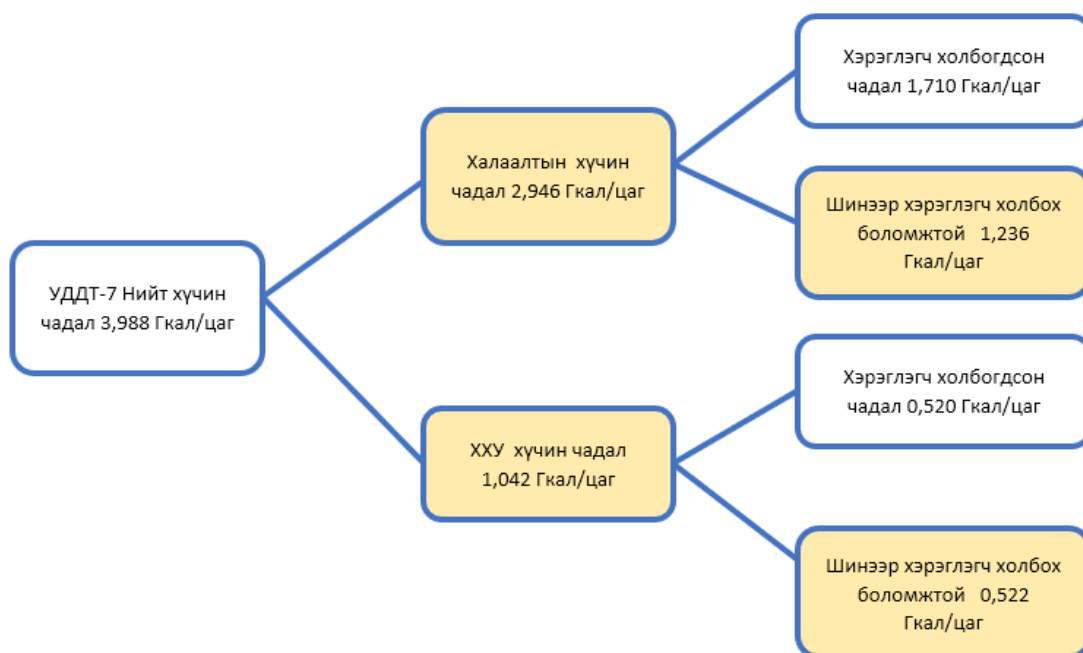 УДДТ-7 Нийт хүчин
чадал 3,988 Гкал/цаг
Халаалтын хүчин
чадал 2,946 Гкал/цаг
Хэрэглэгч холбогдсон
чадал 1,710 Гкал/цаг
Шинээр хэрэглэгч холбох
боломжтой 1,236
Гкал/цаг
ХХУ хүчин чадал
1,042 Гкал/цаг
Хэрэглэгч холбогдсон
чадал 0,520 Гкал/цаг
Шинээр хэрэглэгч холбох
боломжтой 0,522
Гкал/цаг